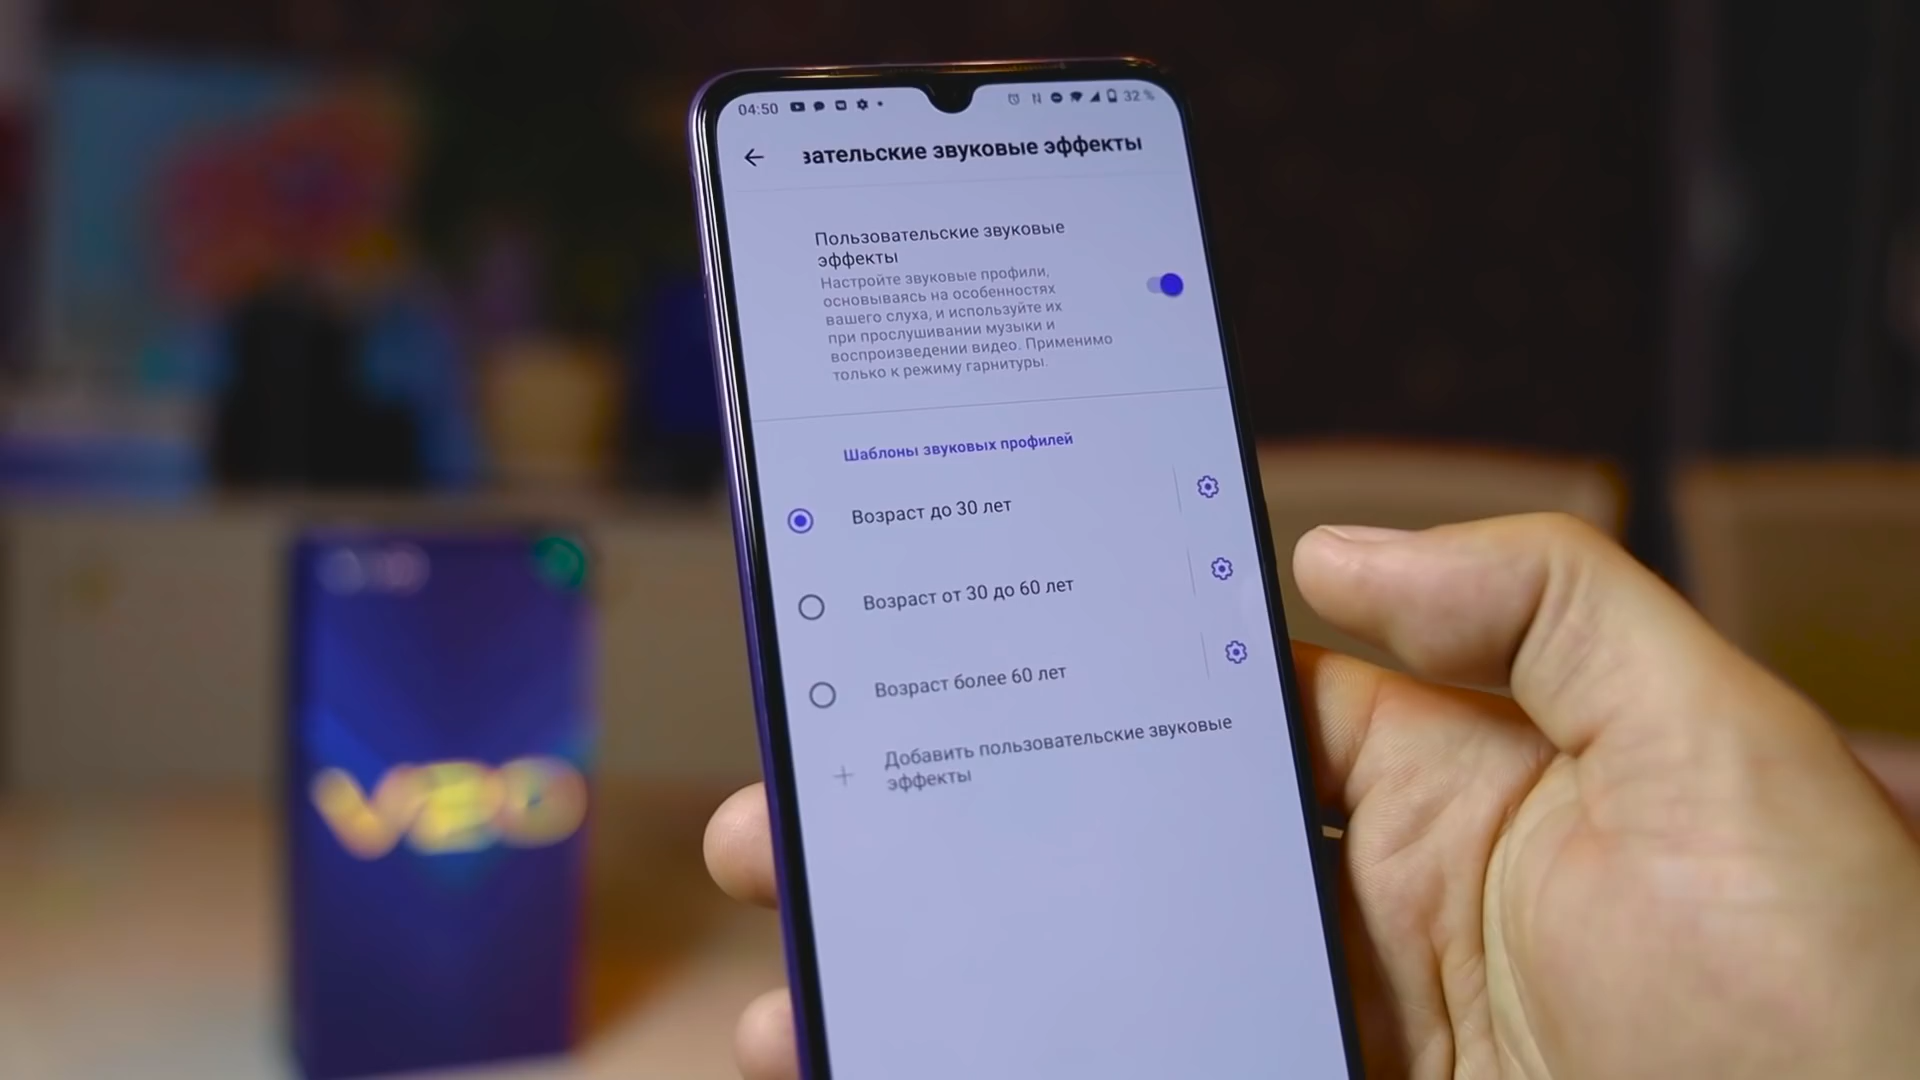 04:50
32 %
зательские звуковые эффекты
Пользовательские звуковые
эффекты
Настройте звуковые профили,
основываясь на особенностях
вашего слуха, и используйте их
при прослушивании музыки и
воспроизведении видео. Применимо
только к режиму гарнитуры.
Шаблоны звуковых профилей
Возраст до 30 лет
Возраст от 30 до 60 лет
Возраст более 60 лет
Добавить пользовательские звуковые
эффекты
V20